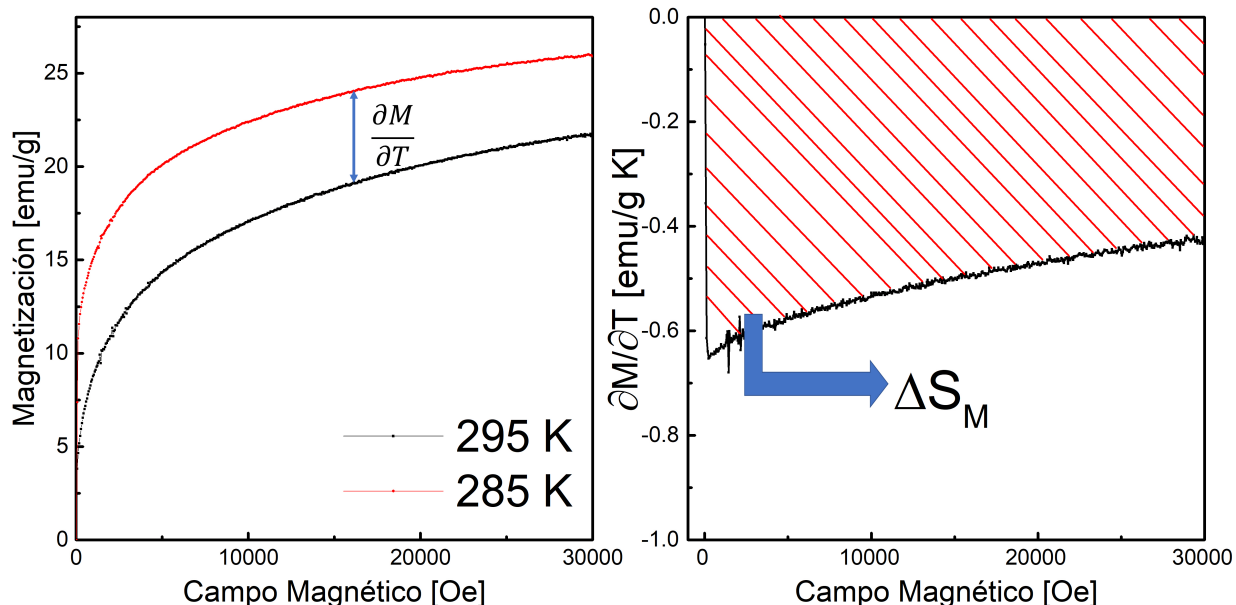 Magnetización [emu/g]
25
20
15
10
5
0
∂M
∂T
295 K
285 K
0 10000 20000 30000
Campo Magnético [Oe]
∂M/∂T [emu/g K]
0.0
-0.2
-0.4
-0.6
-0.8
-1.0
ΔS_M
0 10000 20000 30000
Campo Magnético [Oe]